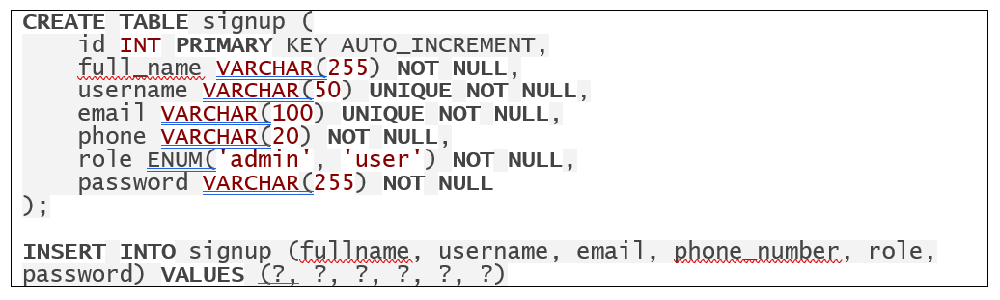 CREATE TABLE signup (
    id INT PRIMARY KEY AUTO_INCREMENT,
    full_name VARCHAR(255) NOT NULL,
    username VARCHAR(50) UNIQUE NOT NULL,
    email VARCHAR(100) UNIQUE NOT NULL,
    phone VARCHAR(20) NOT NULL,
    role ENUM('admin', 'user') NOT NULL,
    password VARCHAR(255) NOT NULL
);

INSERT INTO signup (fullname, username, email, phone_number, role,
password) VALUES (?, ?, ?, ?, ?, ?)